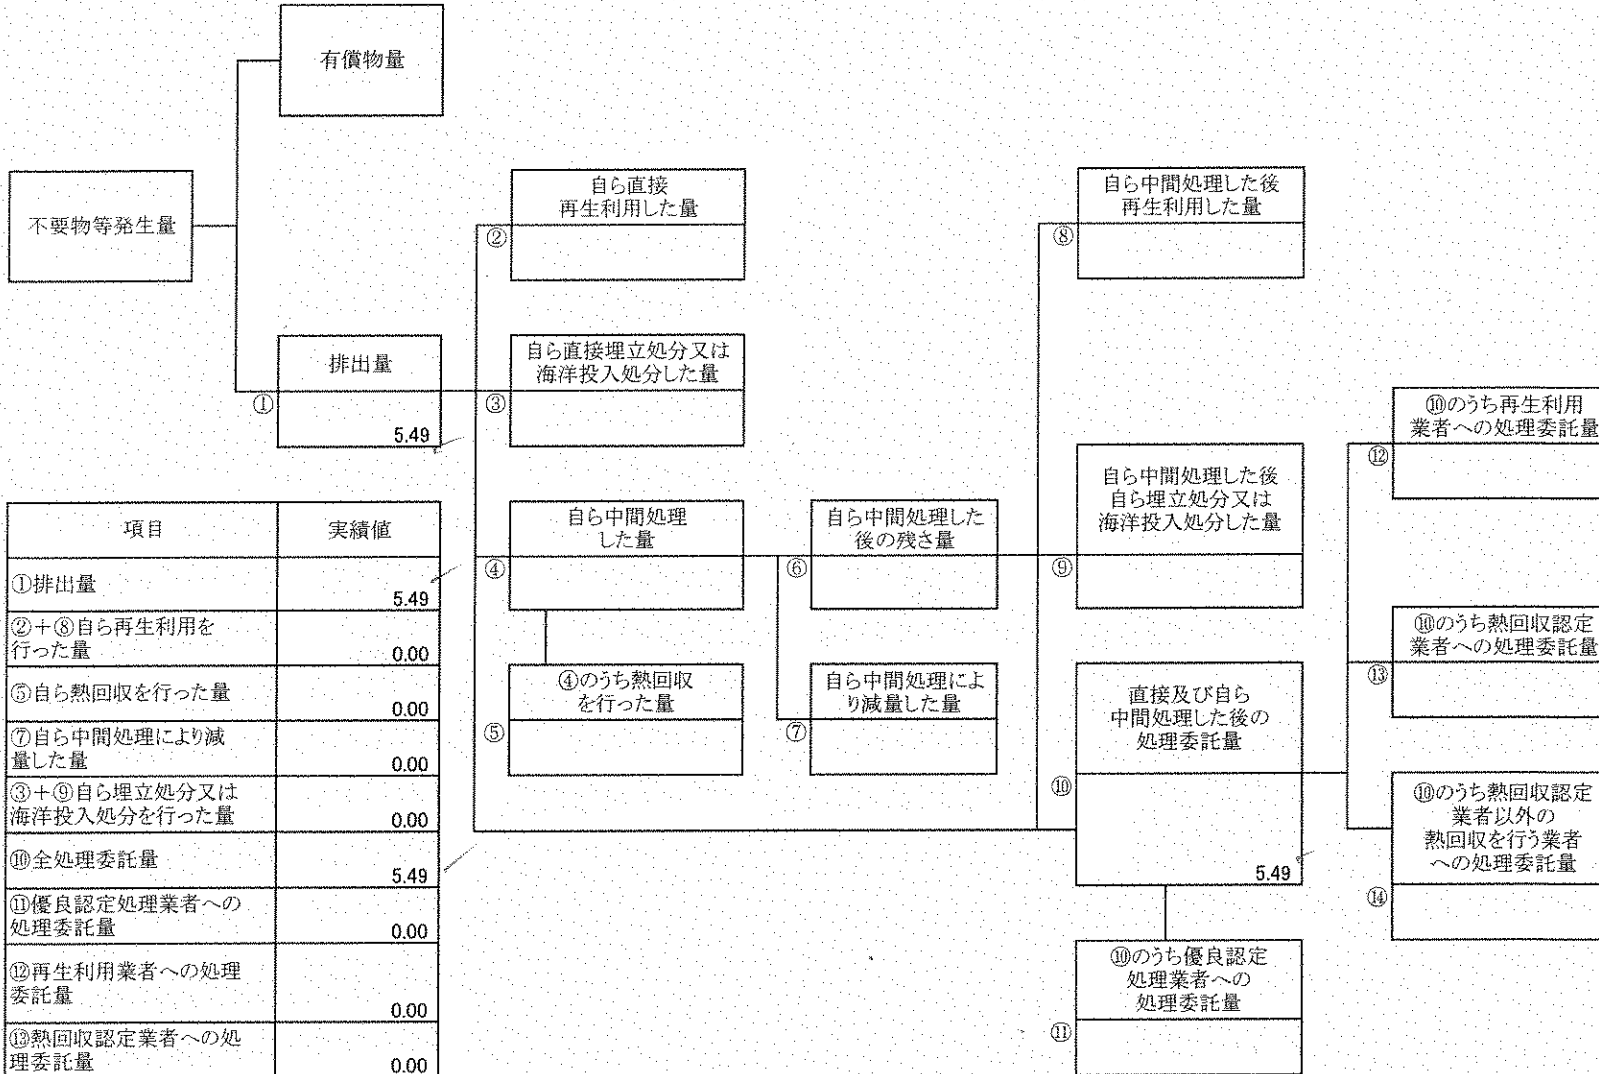 有償物量
不要物等発生量
自ら直接
再生利用した量
②
自ら中間処理した後
再生利用した量
⑧
排出量
①
5.49
自ら直接埋立処分又は
海洋投入処分した量
③
⑩のうち再生利用
業者への処理委託量
⑫
自ら中間処理
した量
④
自ら中間処理した
後の残さ量
⑥
自ら中間処理した後
自ら埋立処分又は
海洋投入処分した量
⑨
④のうち熱回収
を行った量
⑤
自ら中間処理によ
り減量した量
⑦
直接及び自ら
中間処理した後の
処理委託量
⑩
5.49
⑩のうち熱回収認定
業者への処理委託量
⑬
⑩のうち熱回収認定
業者以外の
熱回収を行う業者
への処理委託量
⑭
⑩のうち優良認定
処理業者への
処理委託量
⑪
項目 実績値
①排出量 5.49
②+⑧自ら再生利用を
行った量 0.00
⑤自ら熱回収を行った量 0.00
⑦自ら中間処理により減
量した量 0.00
③+⑨自ら埋立処分又は
海洋投入処分を行った量 0.00
⑩全処理委託量 5.49
⑪優良認定処理業者への
処理委託量 0.00
⑫再生利用業者への処理
委託量 0.00
⑬熱回収認定業者への処
理委託量 0.00